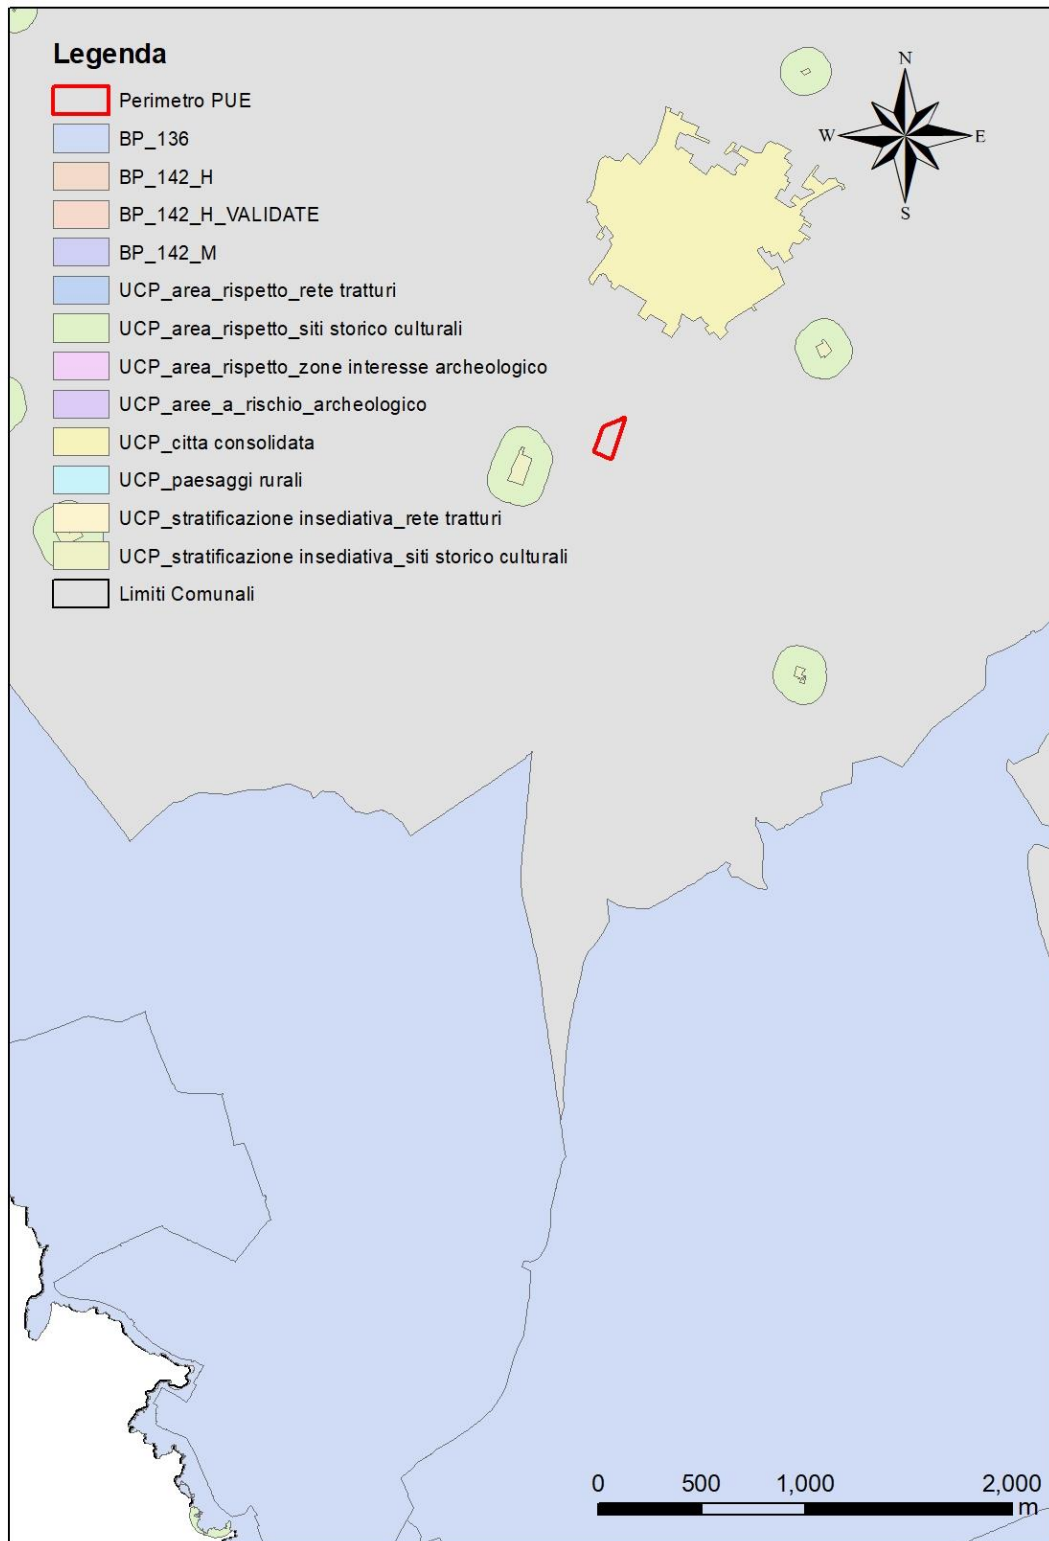 Legenda
Perimetro PUE
BP_136
BP_142_H
BP_142_H_VALIDATE
BP_142_M
UCP_area_rispetto_rete tratturi
UCP_area_rispetto_siti storico culturali
UCP_area_rispetto_zone interesse archeologico
UCP_aree_a_rischio_archeologico
UCP_citta consolidata
UCP_paesaggi rurali
UCP_stratificazione insediativa_rete tratturi
UCP_stratificazione insediativa_siti storico culturali
Limiti Comunali
N
W E
S
0 500 1,000 2,000
m